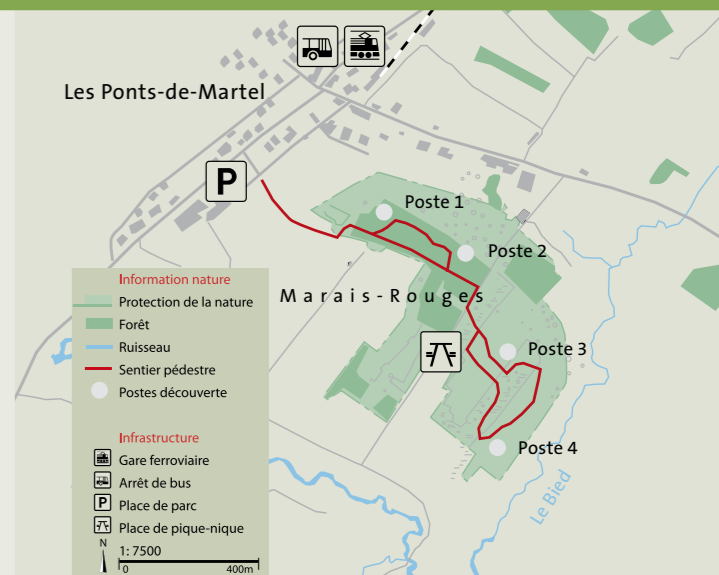 Les Ponts-de-Martel
P
Poste 1
Poste 2
Marais-Rouges
Poste 3
Poste 4
Le Bied
Information nature
Protection de la nature
Forêt
Ruisseau
Sentier pédestre
Postes découverte
Infrastructure
Gare ferroviaire
Arrêt de bus
P Place de parc
Place de pique-nique
N
1: 7500
0 400m